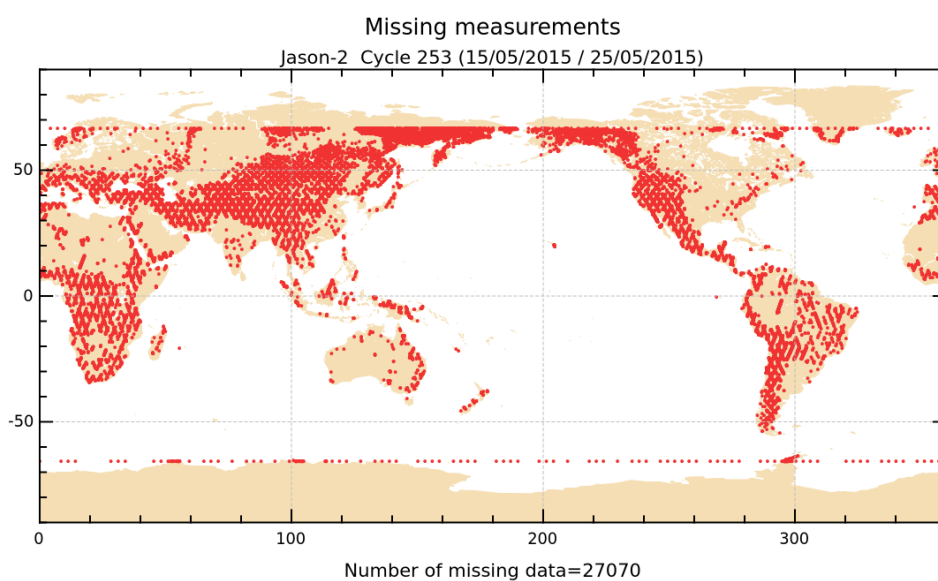 Missing measurements
Jason-2 Cycle 253 (15/05/2015 / 25/05/2015)
50
0
-50
0 100 200 300
Number of missing data=27070